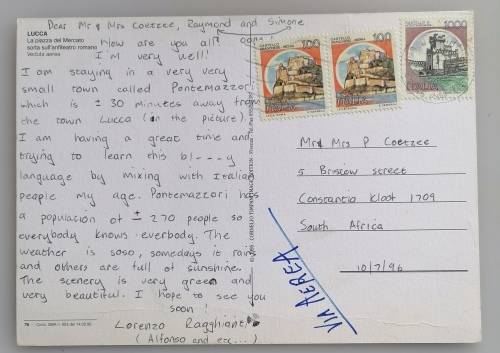 LUCCA
La piazza del Mercato
sorta sull'anfiteatro romano
Veduta aerea
Dear Mr & Mrs Coetzee, Raymond and Simone
How are you all ooh!
I'm very well!
I am staying in a very very
small town called Pontemazzori
which is ± 30 minutes away from
the town Lucca (in the picture)
I am having a great time and
trying to learn this bl---y
language by mixing with Italian
people my age. Pontemazzori has
a population of ± 270 people so
everybody knows everbody. The
weather is soso, somedays it rains
and others are full of sunshine.
The scenery is very green and
very beautiful. I hope to see you
soon!
Lorenzo Ragghianti
(Alfonso and ex....)
VIA AEREA
100
100
1000
Mr & Mrs P Coetzee
5 Briscow street
Constantia Kloof 1709
South Africa
10/7/96